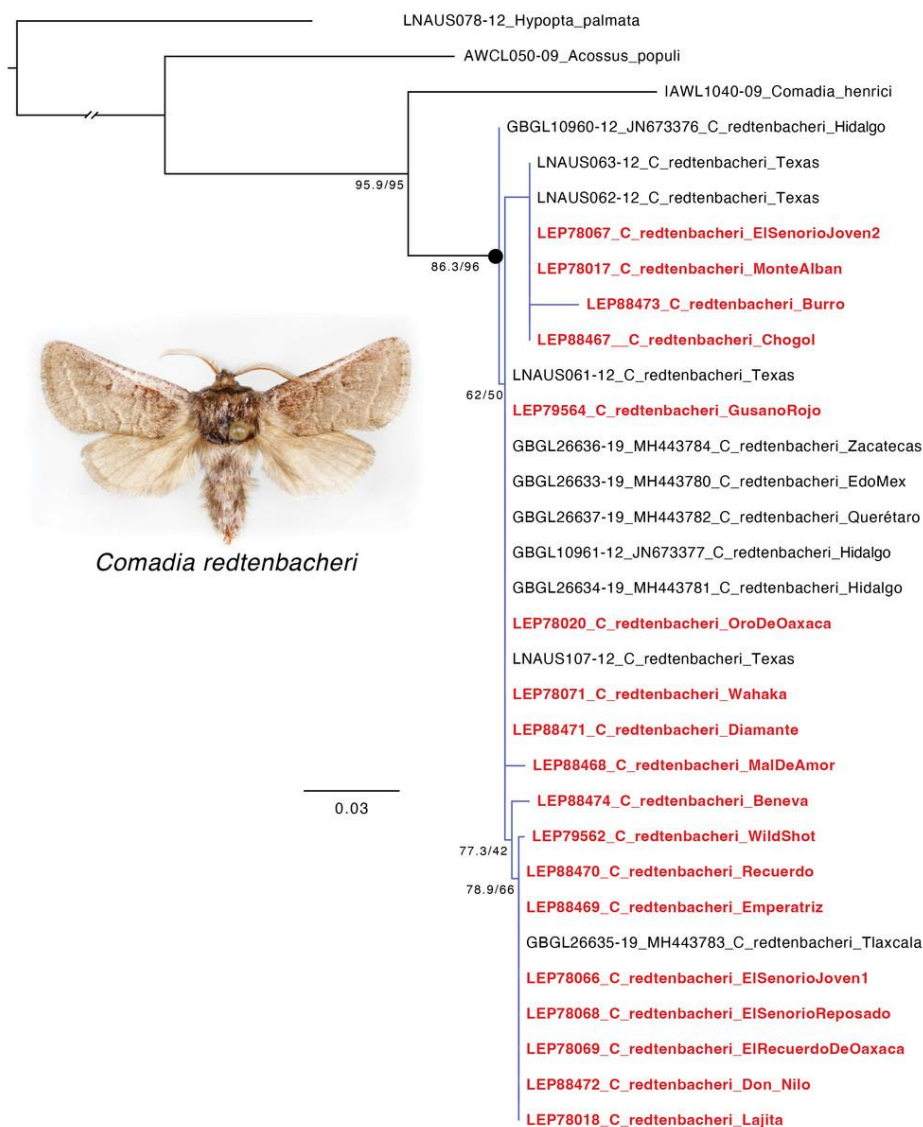 LNAUS078-12_Hypopta_palmata
AWCL050-09_Acossus_populi
IAWL1040-09_Comadia_henrici
GBGL10960-12_JN673376_C_redtenbacheri_Hidalgo
LNAUS063-12_C_redtenbacheri_Texas
95.9/95
LNAUS062-12_C_redtenbacheri_Texas
LEP78067_C_redtenbacheri_ElSenorioJoven2
86.3/96
LEP78017_C_redtenbacheri_MonteAlban
LEP88473_C_redtenbacheri_Burro
LEP88467__C_redtenbacheri_Chogol
LNAUS061-12_C_redtenbacheri_Texas
62/50
LEP79564_C_redtenbacheri_GusanoRojo
GBGL26636-19_MH443784_C_redtenbacheri_Zacatecas
GBGL26633-19_MH443780_C_redtenbacheri_EdoMex
GBGL26637-19_MH443782_C_redtenbacheri_Querétaro
Comadia redtenbacheri
GBGL10961-12_JN673377_C_redtenbacheri_Hidalgo
GBGL26634-19_MH443781_C_redtenbacheri_Hidalgo
LEP78020_C_redtenbacheri_OroDeOaxaca
LNAUS107-12_C_redtenbacheri_Texas
LEP78071_C_redtenbacheri_Wahaka
LEP88471_C_redtenbacheri_Diamante
LEP88468_C_redtenbacheri_MalDeAmor
0.03
LEP88474_C_redtenbacheri_Beneva
LEP79562_C_redtenbacheri_WildShot
77.3/42
LEP88470_C_redtenbacheri_Recuerdo
78.9/66
LEP88469_C_redtenbacheri_Emperatriz
GBGL26635-19_MH443783_C_redtenbacheri_Tlaxcala
LEP78066_C_redtenbacheri_ElSenorioJoven1
LEP78068_C_redtenbacheri_ElSenorioReposado
LEP78069_C_redtenbacheri_ElRecuerdoDeOaxaca
LEP88472_C_redtenbacheri_Don_Nilo
LEP78018_C_redtenbacheri_Lajita